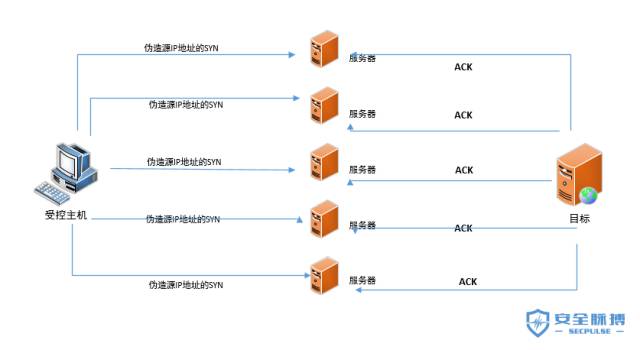 伪造源IP地址的SYN
服务器
ACK
伪造源IP地址的SYN
服务器
ACK
伪造源IP地址的SYN
服务器
ACK
受控主机
目标
伪造源IP地址的SYN
服务器
ACK
伪造源IP地址的SYN
服务器
ACK
安全脉搏
SECPULSE